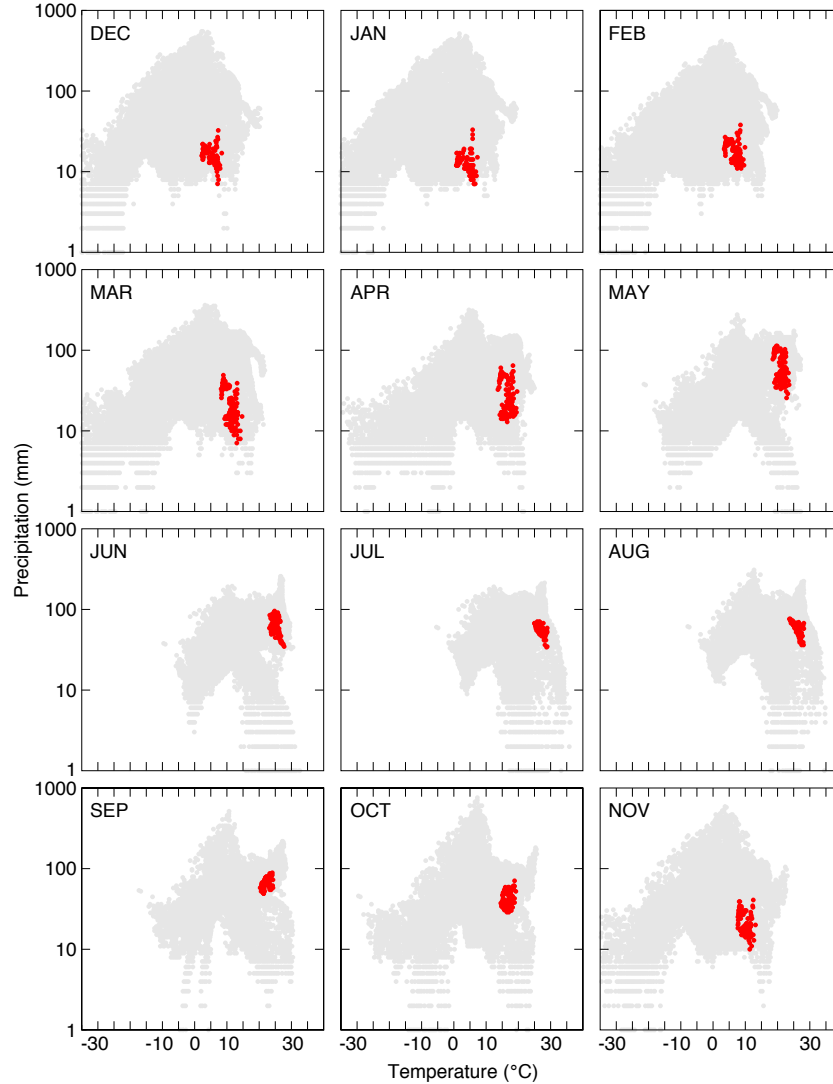 1000 DEC JAN FEB
100
10
1
1000 MAR APR MAY
100
10
1
Precipitation (mm)
1000 JUN JUL AUG
100
10
1
1000 SEP OCT NOV
100
10
1
-30 -10 0 10 30 -30 -10 0 10 30 -30 -10 0 10 30
Temperature (°C)